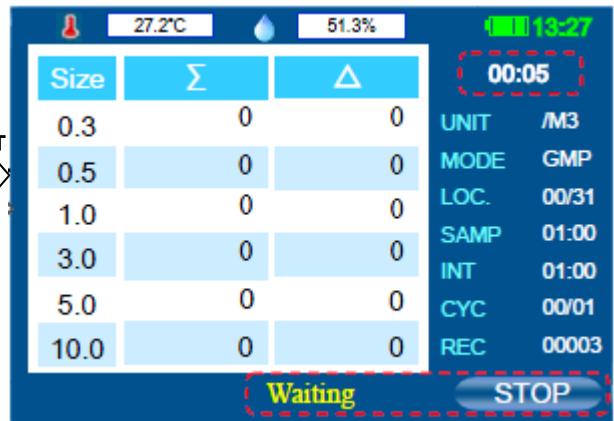 27.2°C 51.3% 13:27
Size Σ Δ 00:05
0.3 0 0 UNIT /M3
0.5 0 0 MODE GMP
1.0 0 0 LOC. 00/31
3.0 0 0 SAMP 01:00
INT 01:00
5.0 0 0 CYC 00/01
10.0 0 0 REC 00003
Waiting STOP